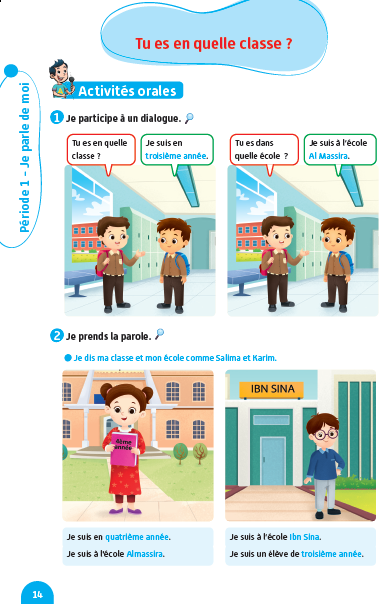 Tu es en quelle classe ?
Période 1 - Je parle de moi
Activités orales
1 Je participe à un dialogue.
Tu es en quelle
classe ?
Je suis en
troisième année.
Tu es dans
quelle école ?
Je suis à l'école
Al Massira.
2 Je prends la parole.
Je dis ma classe et mon école comme Salima et Karim.
4ème
année
IBN SINA
Je suis en quatrième année.
Je suis à l'école Almassira.
Je suis à l'école Ibn Sina.
Je suis un élève de troisième année.
14